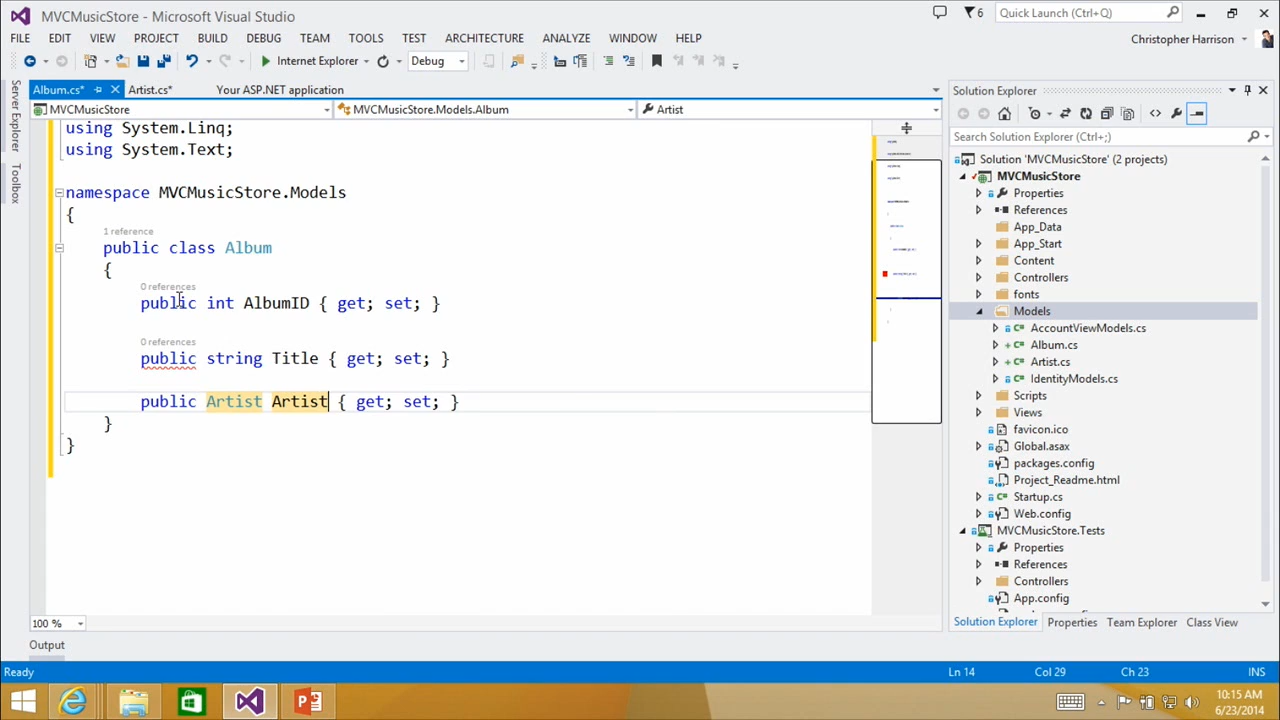 MVCMusicStore - Microsoft Visual Studio
6
Quick Launch (Ctrl+Q)
FILE EDIT VIEW PROJECT BUILD DEBUG TEAM TOOLS TEST ARCHITECTURE ANALYZE WINDOW HELP
Christopher Harrison
Internet Explorer
Debug
Server Explorer
Toolbox
Album.cs* Artist.cs* Your ASP.NET application
MVCMusicStore
MVCMusicStore.Models.Album
Artist
using System.Linq;
using System.Text;
namespace MVCMusicStore.Models
{
1 reference
public class Album
{
0 references
public int AlbumID { get; set; }
0 references
public string Title { get; set; }
public Artist Artist { get; set; }
}
}
100 %
Output
Solution Explorer
Search Solution Explorer (Ctrl+;)
Solution 'MVCMusicStore' (2 projects)
MVCMusicStore
Properties
References
App_Data
App_Start
Content
Controllers
fonts
Models
AccountViewModels.cs
Album.cs
Artist.cs
IdentityModels.cs
Scripts
Views
favicon.ico
Global.asax
packages.config
Project_Readme.html
Startup.cs
Web.config
MVCMusicStore.Tests
Properties
References
Controllers
App.config
Solution Explorer Properties Team Explorer Class View
Ready
Ln 14
Col 29
Ch 23
INS
10:15 AM
6/23/2014